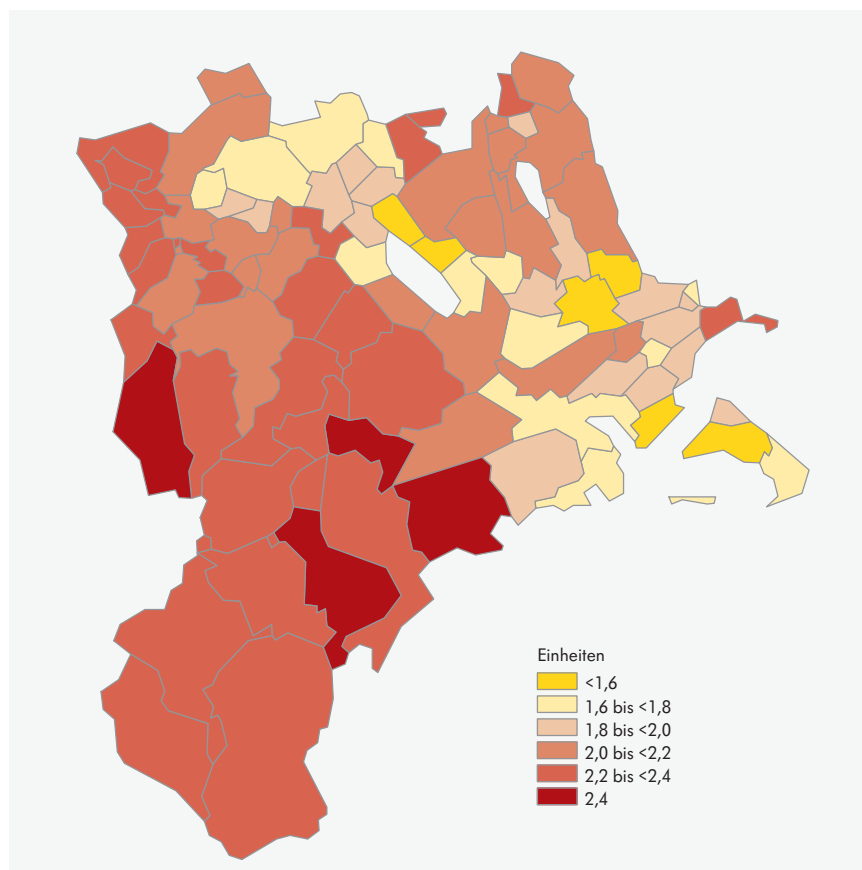 Einheiten
<1,6
1,6 bis <1,8
1,8 bis <2,0
2,0 bis <2,2
2,2 bis <2,4
2,4